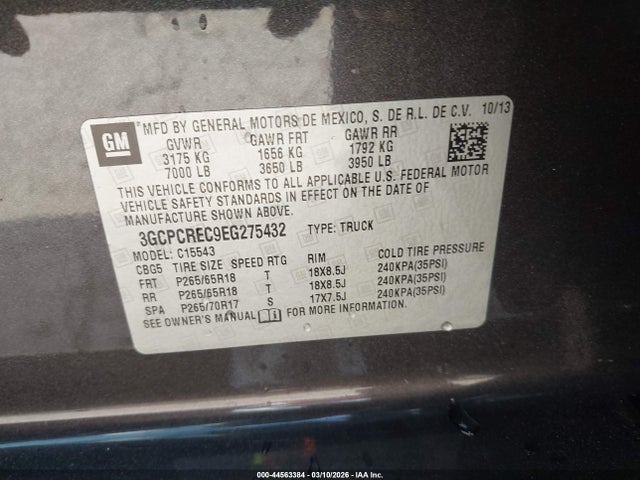 GM
MFD BY GENERAL MOTORS DE MEXICO, S. DE R.L. DE C.V. 10/13
GVWR GAWR FRT GAWR RR
3175 KG 1656 KG 1792 KG
7000 LB 3650 LB 3950 LB
THIS VEHICLE CONFORMS TO ALL APPLICABLE U.S. FEDERAL MOTOR
VEHICLE SAFETY STANDARDS IN EFFECT ON THE DATE OF
MANUFACTURE SHOWN ABOVE.
3GCPCREC9EG275432 TYPE: TRUCK
MODEL: C15543
CBG5 TIRE SIZE SPEED RTG RIM COLD TIRE PRESSURE
FRT P265/65R18 T 18X8.5J 240KPA(35PSI)
RR P265/65R18 T 18X8.5J 240KPA(35PSI)
SPA P265/70R17 S 17X7.5J 240KPA(35PSI)
SEE OWNER'S MANUAL FOR MORE INFORMATION.
000-44563384 — 03/10/2026 — IAA Inc.